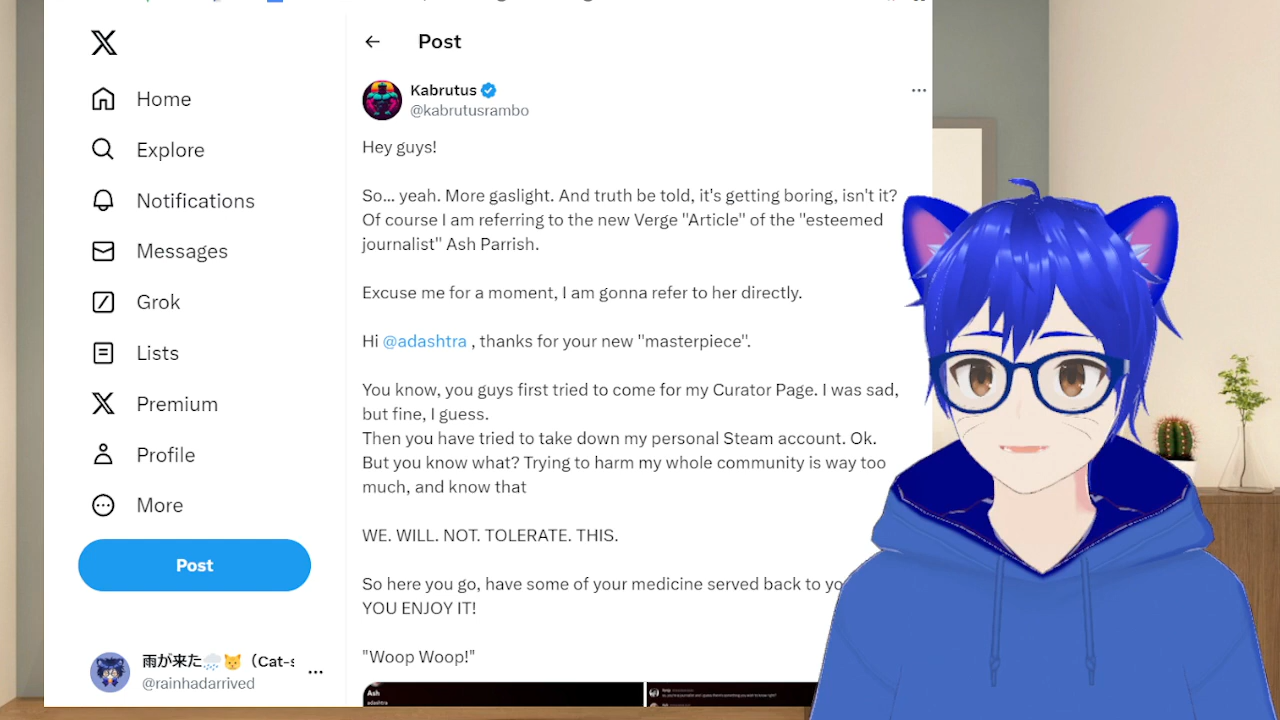 Post
Kabrutus
@kabrutusrambo
Home
Explore
Notifications
Messages
Grok
Lists
Premium
Profile
More
Post
雨が来た🌧️😺 (Cat-s
@rainhadarrived
Hey guys!
So... yeah. More gaslight. And truth be told, it's getting boring, isn't it?
Of course I am referring to the new Verge "Article" of the "esteemed
journalist" Ash Parrish.
Excuse me for a moment, I am gonna refer to her directly.
Hi @adashtra , thanks for your new "masterpiece".
You know, you guys first tried to come for my Curator Page. I was sad,
but fine, I guess.
Then you have tried to take down my personal Steam account. Ok.
But you know what? Trying to harm my whole community is way too
much, and know that
WE. WILL. NOT. TOLERATE. THIS.
So here you go, have some of your medicine served back to yo
YOU ENJOY IT!
"Woop Woop!"
Ash
adashtra